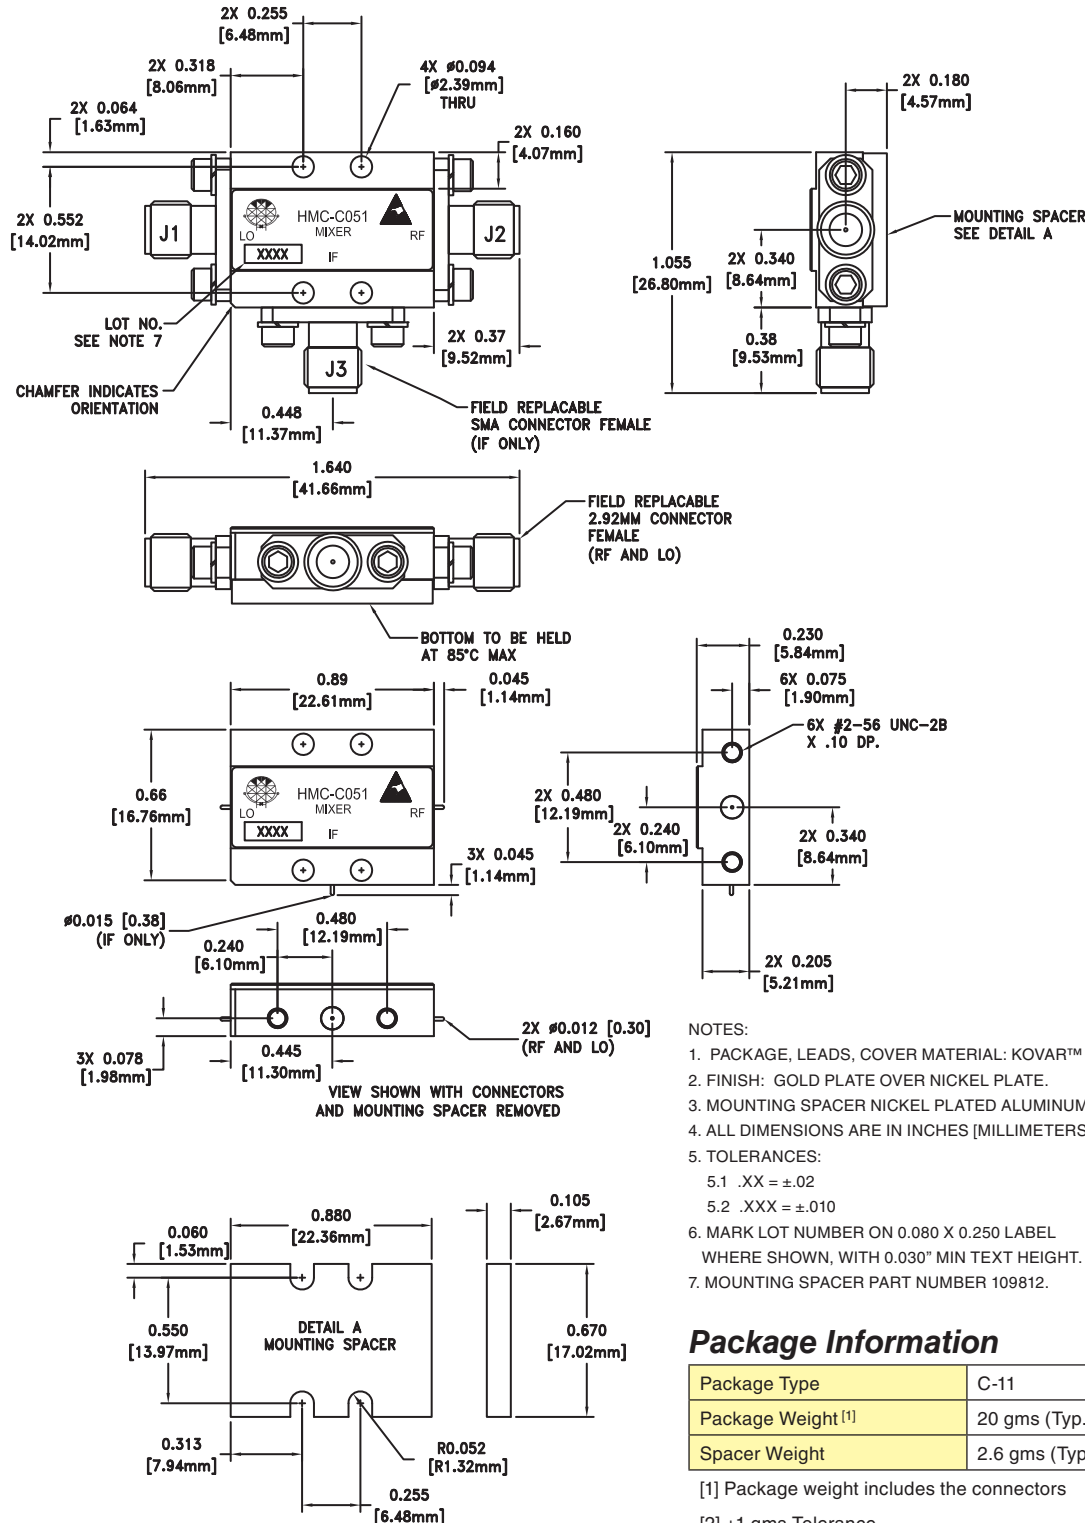 2X 0.255
[6.48mm]
2X 0.318
[8.06mm]
4X ø0.094
[ø2.39mm]
THRU
2X 0.064
[1.63mm]
2X 0.160
[4.07mm]
2X 0.180
[4.57mm]
2X 0.552
[14.02mm]
J1
HMC-C051
MIXER
LO
RF
XXXX
IF
J2
J3
MOUNTING SPACER
SEE DETAIL A
1.055
[26.80mm]
2X 0.340
[8.64mm]
0.38
[9.53mm]
LOT NO.
SEE NOTE 7
2X 0.37
[9.52mm]
CHAMFER INDICATES
ORIENTATION
0.448
[11.37mm]
FIELD REPLACABLE
SMA CONNECTOR FEMALE
(IF ONLY)
1.640
[41.66mm]
FIELD REPLACABLE
2.92MM CONNECTOR
FEMALE
(RF AND LO)
BOTTOM TO BE HELD
AT 85°C MAX
0.89
[22.61mm]
0.045
[1.14mm]
0.230
[5.84mm]
6X 0.075
[1.90mm]
6X #2-56 UNC-2B
X .10 DP.
0.66
[16.76mm]
HMC-C051
MIXER
LO
RF
XXXX
IF
2X 0.480
[12.19mm]
2X 0.240
[6.10mm]
2X 0.340
[8.64mm]
3X 0.045
[1.14mm]
ø0.015 [0.38]
(IF ONLY)
0.480
[12.19mm]
0.240
[6.10mm]
2X 0.205
[5.21mm]
2X ø0.012 [0.30]
(RF AND LO)
3X 0.078
[1.98mm]
0.445
[11.30mm]
VIEW SHOWN WITH CONNECTORS
AND MOUNTING SPACER REMOVED
NOTES:
1. PACKAGE, LEADS, COVER MATERIAL: KOVAR™
2. FINISH: GOLD PLATE OVER NICKEL PLATE.
3. MOUNTING SPACER NICKEL PLATED ALUMINUM
4. ALL DIMENSIONS ARE IN INCHES [MILLIMETERS
5. TOLERANCES:
5.1 .XX = ±.02
5.2 .XXX = ±.010
6. MARK LOT NUMBER ON 0.080 X 0.250 LABEL
WHERE SHOWN, WITH 0.030” MIN TEXT HEIGHT.
7. MOUNTING SPACER PART NUMBER 109812.
0.060
[1.53mm]
0.880
[22.36mm]
0.105
[2.67mm]
0.550
[13.97mm]
DETAIL A
MOUNTING SPACER
0.670
[17.02mm]
0.313
[7.94mm]
R0.052
[R1.32mm]
0.255
[6.48mm]
Package Information
Package Type C-11
Package Weight [1] 20 gms (Typ.
Spacer Weight 2.6 gms (Typ
[1] Package weight includes the connectors
[2] ±1 gms Tolerance